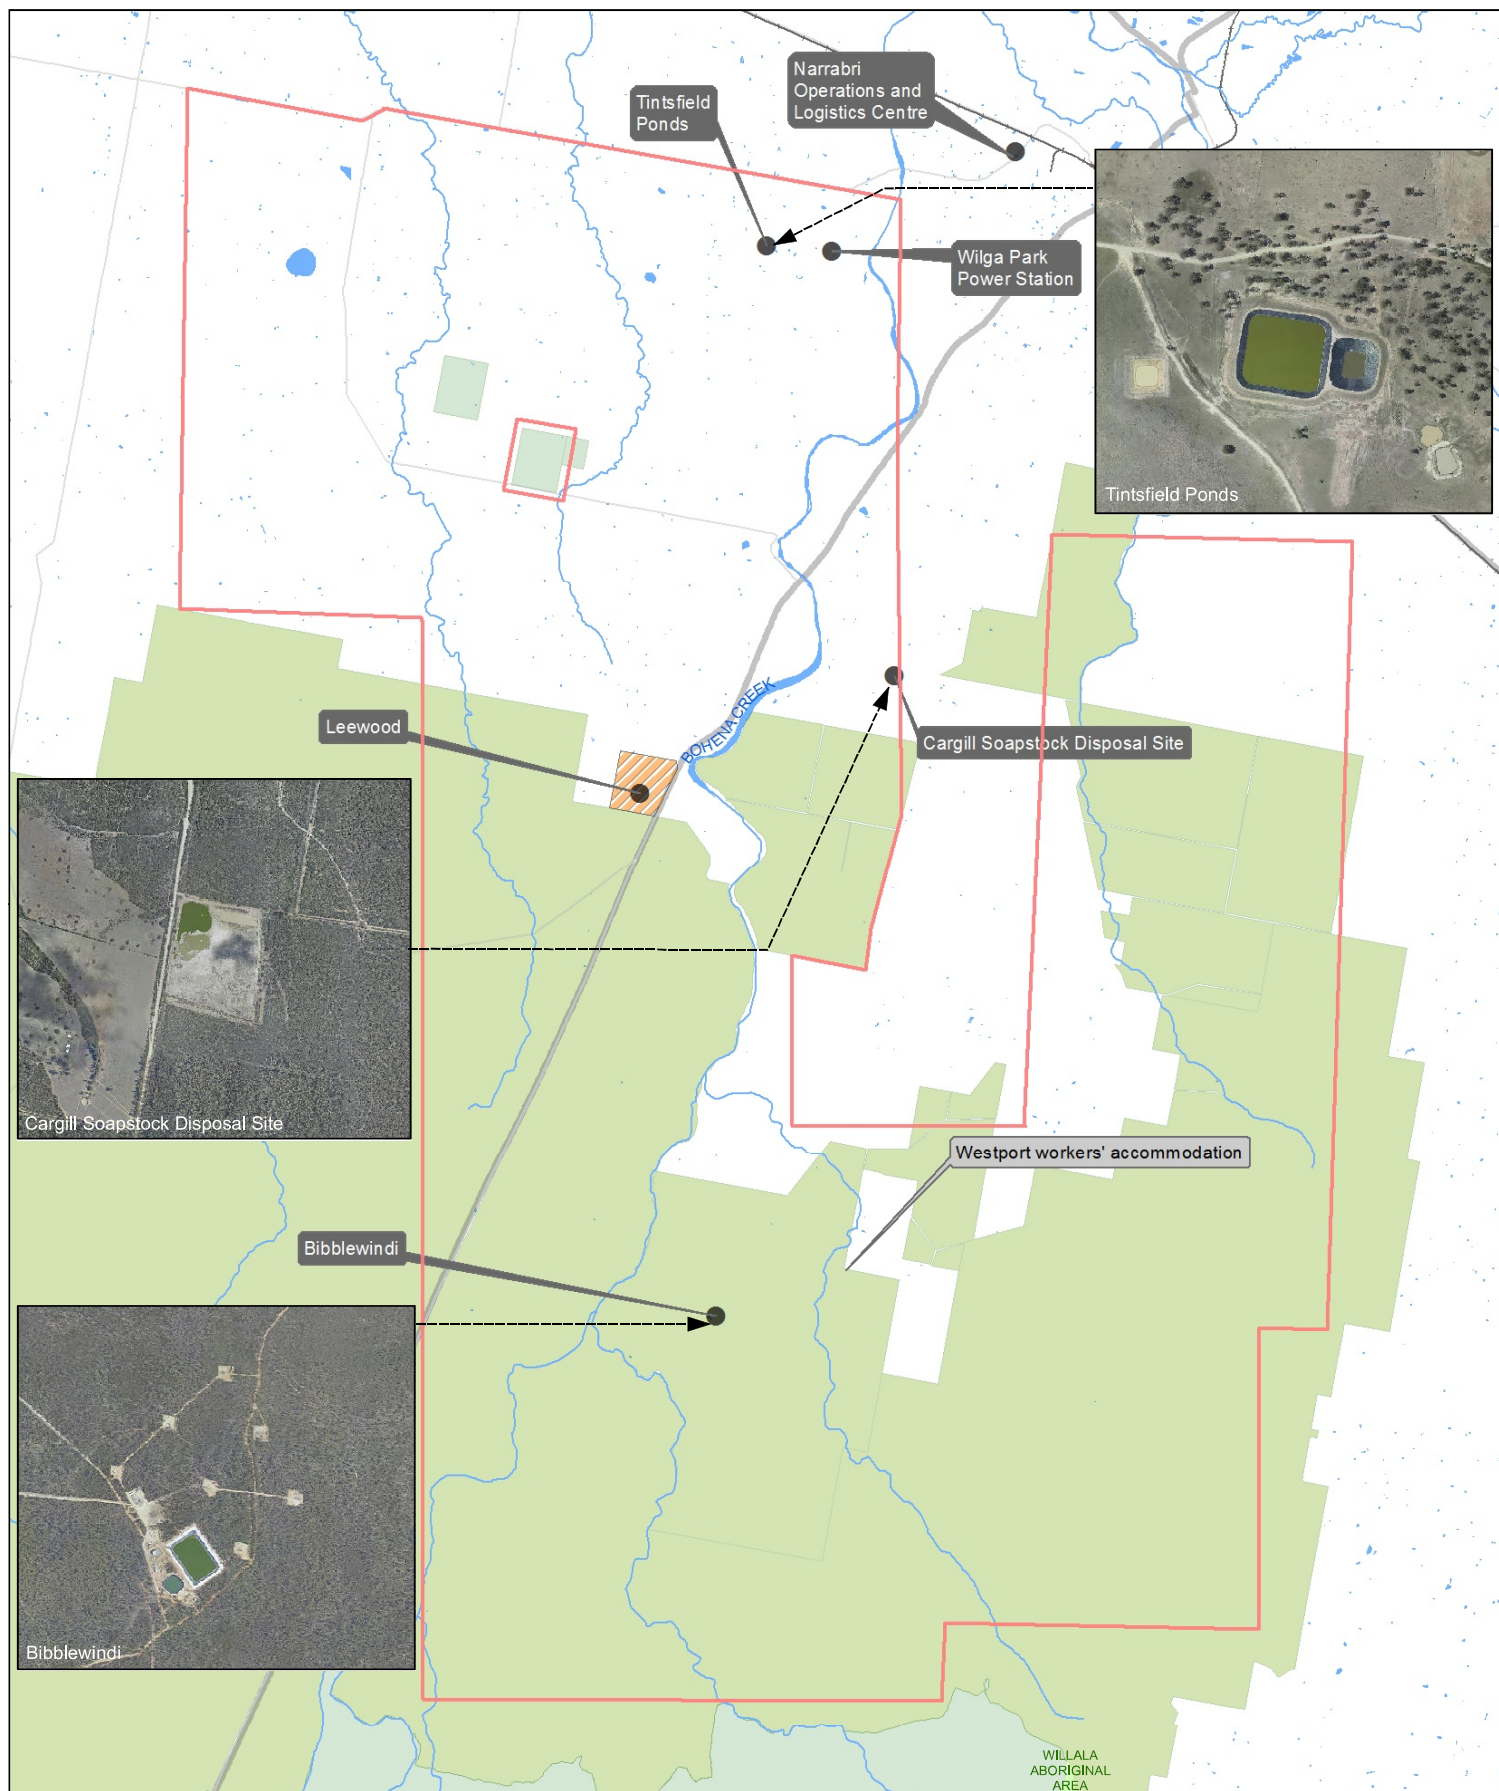 Narrabri
Operations and
Logistics Centre
Tintsfield
Ponds
Wilga Park
Power Station
Tintsfield Ponds
BOHENA CREEK
Leewood
Cargill Soapstock Disposal Site
Cargill Soapstock Disposal Site
Westport workers' accommodation
Bibblewindi
Bibblewindi
WILLALA
ABORIGINAL
AREA